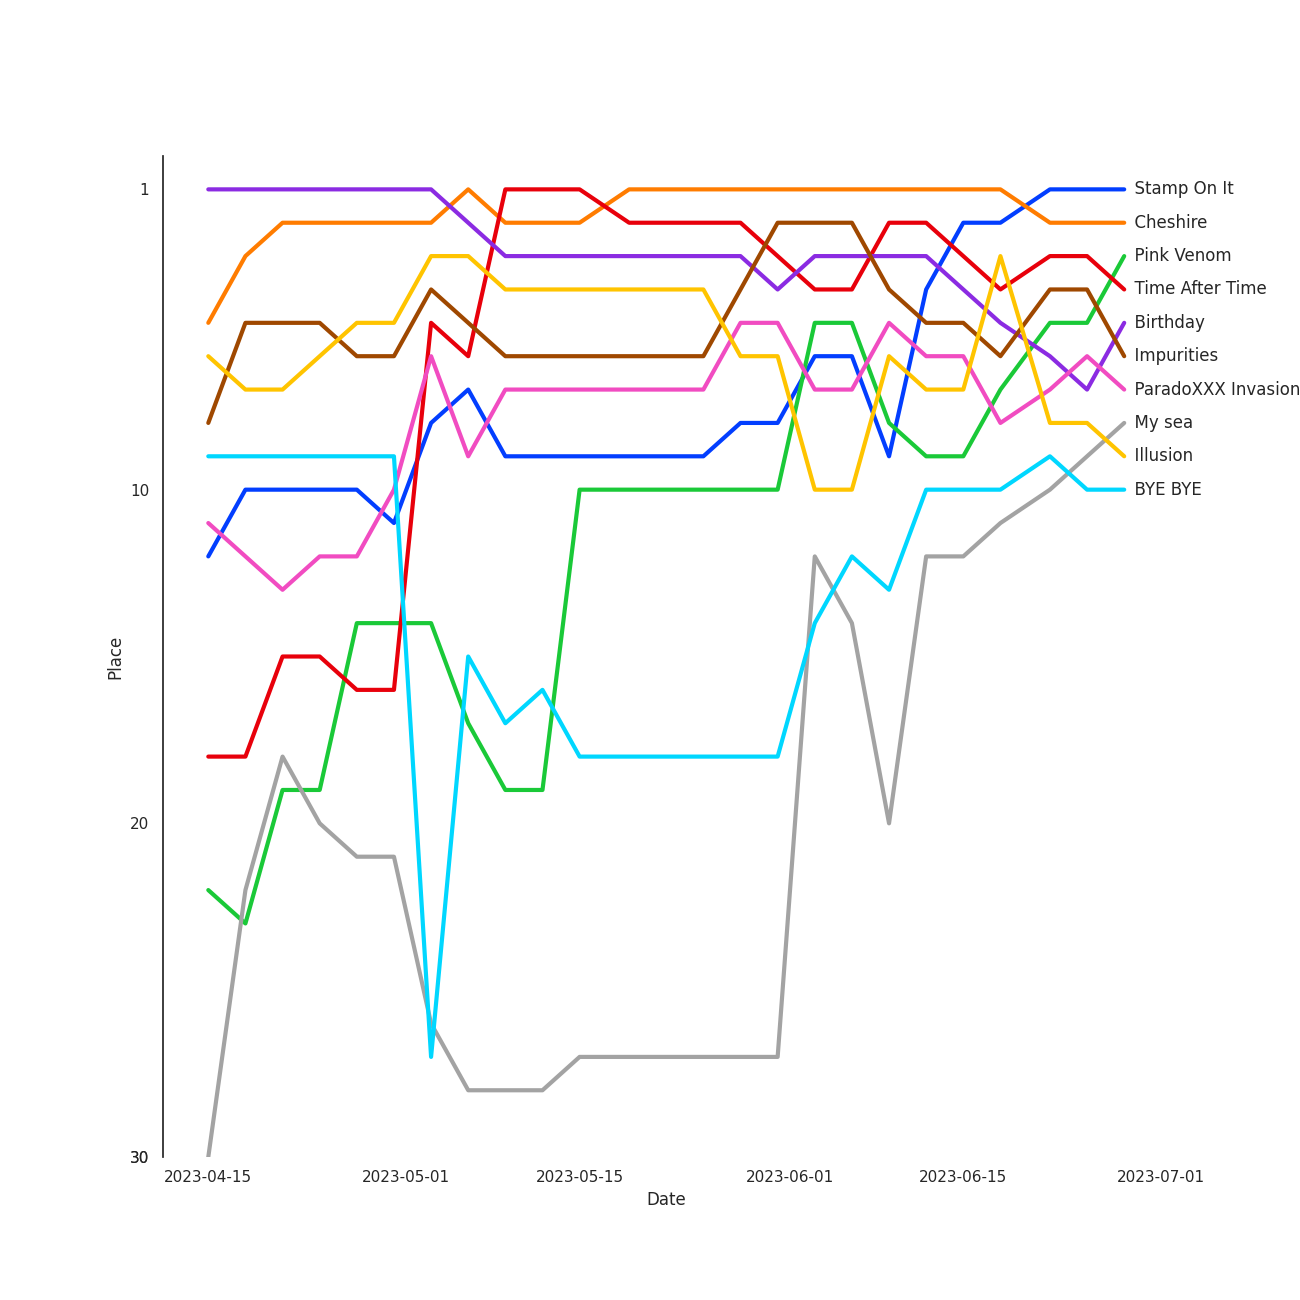 1
10
20
30
Place
2023-04-15
2023-05-01
2023-05-15
2023-06-01
2023-06-15
2023-07-01
Date
Stamp On It
Cheshire
Pink Venom
Time After Time
Birthday
Impurities
ParadoXXX Invasion
My sea
Illusion
BYE BYE